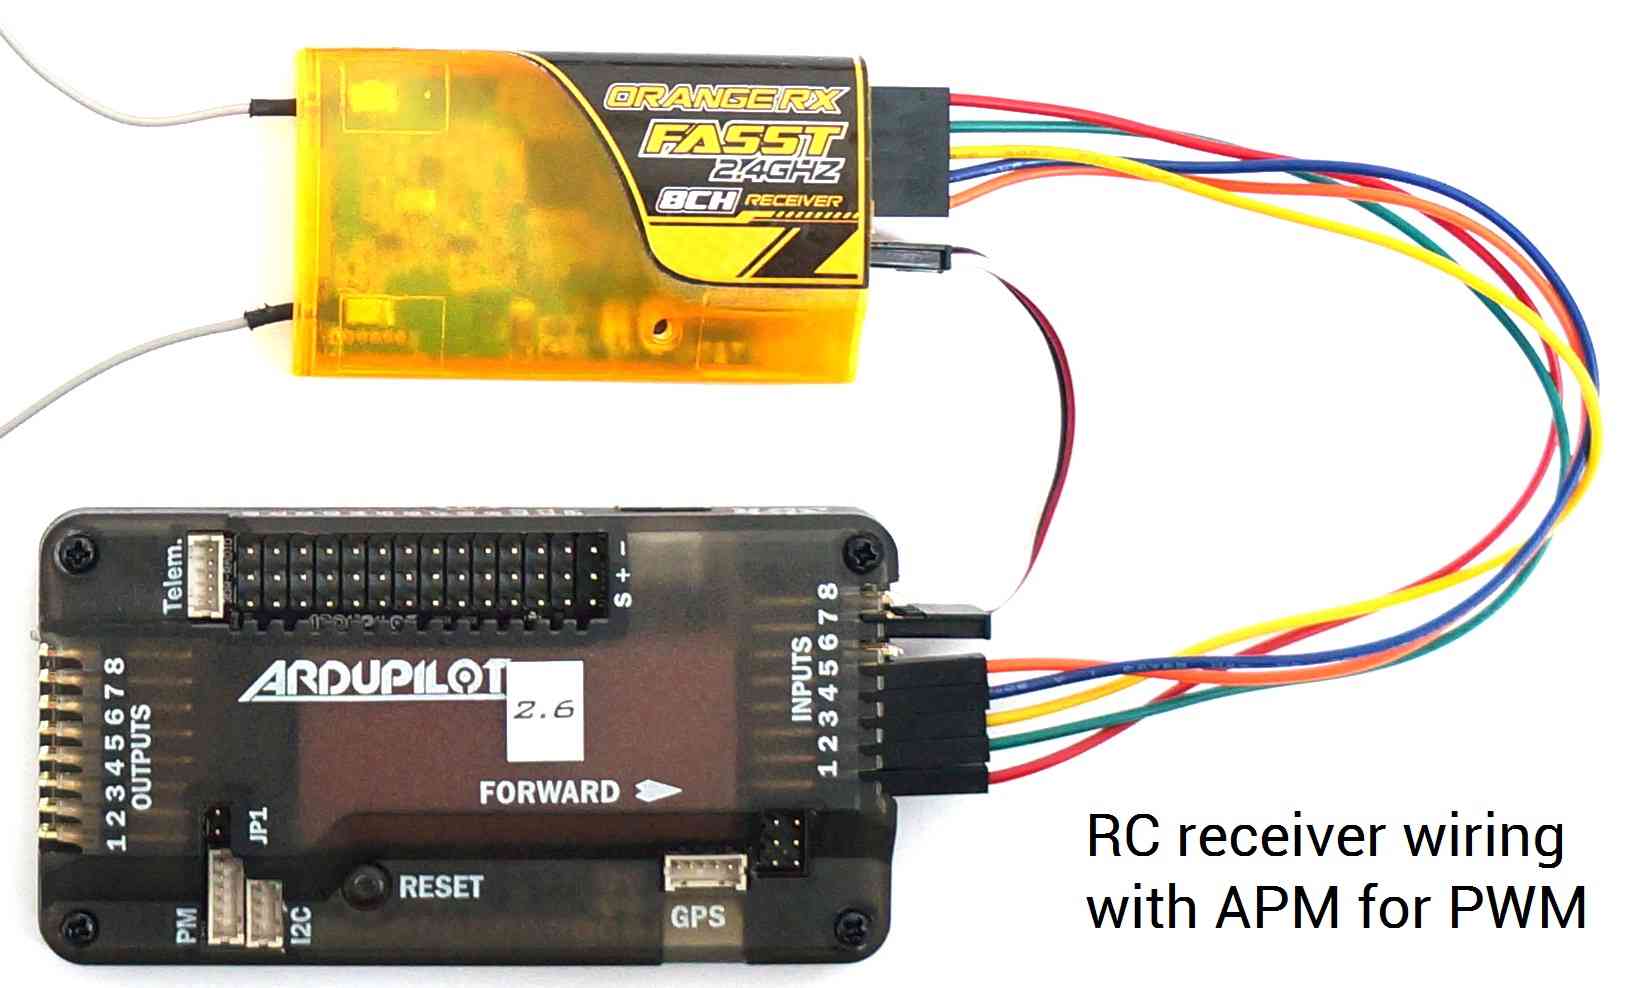 ORANGERX
FASST
2.4GHZ
8CH RECEIVER
Telem.
S + -
ARDUPILOT
2.6
INPUTS
1 2 3 4 5 6 7 8
1 2 3 4 5 6 7 8
OUTPUTS
FORWARD
JP1
RESET
PM
I2C
GPS
RC receiver wiring
with APM for PWM